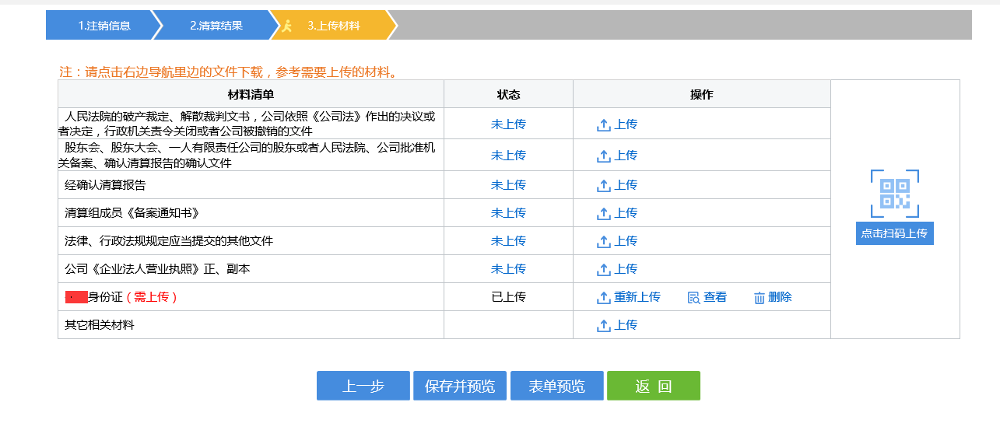 1.注销信息
2.清算结果
3.上传材料
注：请点击右边导航里边的文件下载，参考需要上传的材料。
材料清单 状态 操作
人民法院的破产裁定、解散裁判文书，公司依照《公司法》作出的决议或
者决定，行政机关责令关闭或者公司被撤销的文件
未上传 上传
股东会、股东大会、一人有限责任公司的股东或者人民法院、公司批准机
关备案、确认清算报告的确认文件
未上传 上传
经确认清算报告 未上传 上传
清算组成员《备案通知书》 未上传 上传
法律、行政法规规定应当提交的其他文件 未上传 上传
公司《企业法人营业执照》正、副本 未上传 上传
身份证（需上传） 已上传 重新上传 查看 删除
其它相关材料 上传
点击扫码上传
上一步 保存并预览 表单预览 返 回